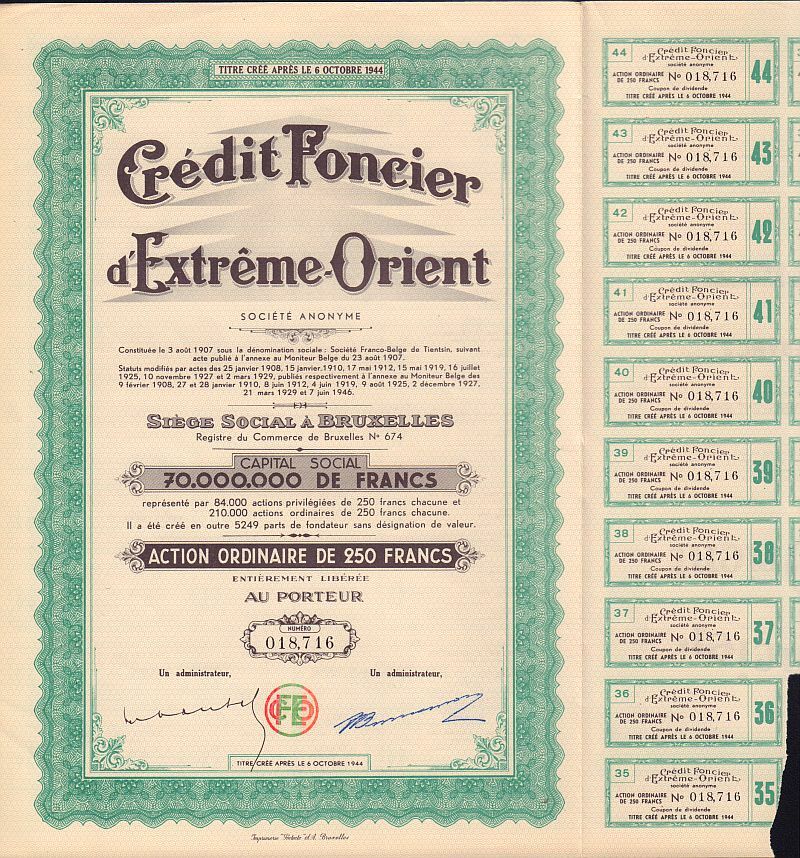 TITRE CRÉÉ APRÈS LE 6 OCTOBRE 1944
Crédit Foncier
d'Extrême-Orient
SOCIÉTÉ ANONYME
Constituée le 3 août 1907 sous la dénomination sociale : Société Franco-Belge de Tientsin, suivant
acte publié à l'annexe au Moniteur Belge du 23 août 1907.
Statuts modifiés par actes des 25 janvier 1908, 15 janvier, 1910, 17 mai 1912, 15 mai 1919, 16 juillet
1925, 10 novembre 1927 et 2 mars 1929, publiés respectivement à l'annexe au Moniteur Belge des
9 février 1908, 27 et 28 janvier 1910, 8 juin 1912, 4 juin 1919, 9 août 1925, 2 décembre 1927,
21 mars 1929 et 7 juin 1946.
SIÈGE SOCIAL À BRUXELLES
Registre du Commerce de Bruxelles No 674
CAPITAL SOCIAL
70.000.000 DE FRANCS
représenté par 84.000 actions privilégiées de 250 francs chacune et
210.000 actions ordinaires de 250 francs chacune.
Il a été créé en outre 5249 parts de fondateur sans désignation de valeur.
ACTION ORDINAIRE DE 250 FRANCS
ENTIÈREMENT LIBÉRÉE
AU PORTEUR
NUMÉRO
018,716
Un administrateur, Un administrateur,
TITRE CRÉÉ APRÈS LE 6 OCTOBRE 1944
44 Crédit Foncier
d'Extrême-Orient
société anonyme
ACTION ORDINAIRE
DE 250 FRANCS No 018,716 44
Coupon de dividende
TITRE CRÉÉ APRÈS LE 6 OCTOBRE 1944
43 Crédit Foncier
d'Extrême-Orient
société anonyme
ACTION ORDINAIRE
DE 250 FRANCS No 018,716 43
Coupon de dividende
TITRE CRÉÉ APRÈS LE 6 OCTOBRE 1944
42 Crédit Foncier
d'Extrême-Orient
société anonyme
ACTION ORDINAIRE
DE 250 FRANCS No 018,716 42
Coupon de dividende
TITRE CRÉÉ APRÈS LE 6 OCTOBRE 1944
41 Crédit Foncier
d'Extrême-Orient
société anonyme
ACTION ORDINAIRE
DE 250 FRANCS No 018,716 41
Coupon de dividende
TITRE CRÉÉ APRÈS LE 6 OCTOBRE 1944
40 Crédit Foncier
d'Extrême-Orient
société anonyme
ACTION ORDINAIRE
DE 250 FRANCS No 018,716 40
Coupon de dividende
TITRE CRÉÉ APRÈS LE 6 OCTOBRE 1944
39 Crédit Foncier
d'Extrême-Orient
société anonyme
ACTION ORDINAIRE
DE 250 FRANCS No 018,716 39
Coupon de dividende
TITRE CRÉÉ APRÈS LE 6 OCTOBRE 1944
38 Crédit Foncier
d'Extrême-Orient
société anonyme
ACTION ORDINAIRE
DE 250 FRANCS No 018,716 38
Coupon de dividende
TITRE CRÉÉ APRÈS LE 6 OCTOBRE 1944
37 Crédit Foncier
d'Extrême-Orient
société anonyme
ACTION ORDINAIRE
DE 250 FRANCS No 018,716 37
Coupon de dividende
TITRE CRÉÉ APRÈS LE 6 OCTOBRE 1944
36 Crédit Foncier
d'Extrême-Orient
société anonyme
ACTION ORDINAIRE
DE 250 FRANCS No 018,716 36
Coupon de dividende
TITRE CRÉÉ APRÈS LE 6 OCTOBRE 1944
35 Crédit Foncier
d'Extrême-Orient
société anonyme
ACTION ORDINAIRE
DE 250 FRANCS No 018,716 35
Coupon de dividende
TITRE CRÉÉ APRÈS LE 6 OCTOBRE 1944
Imprimerie Bruxelles